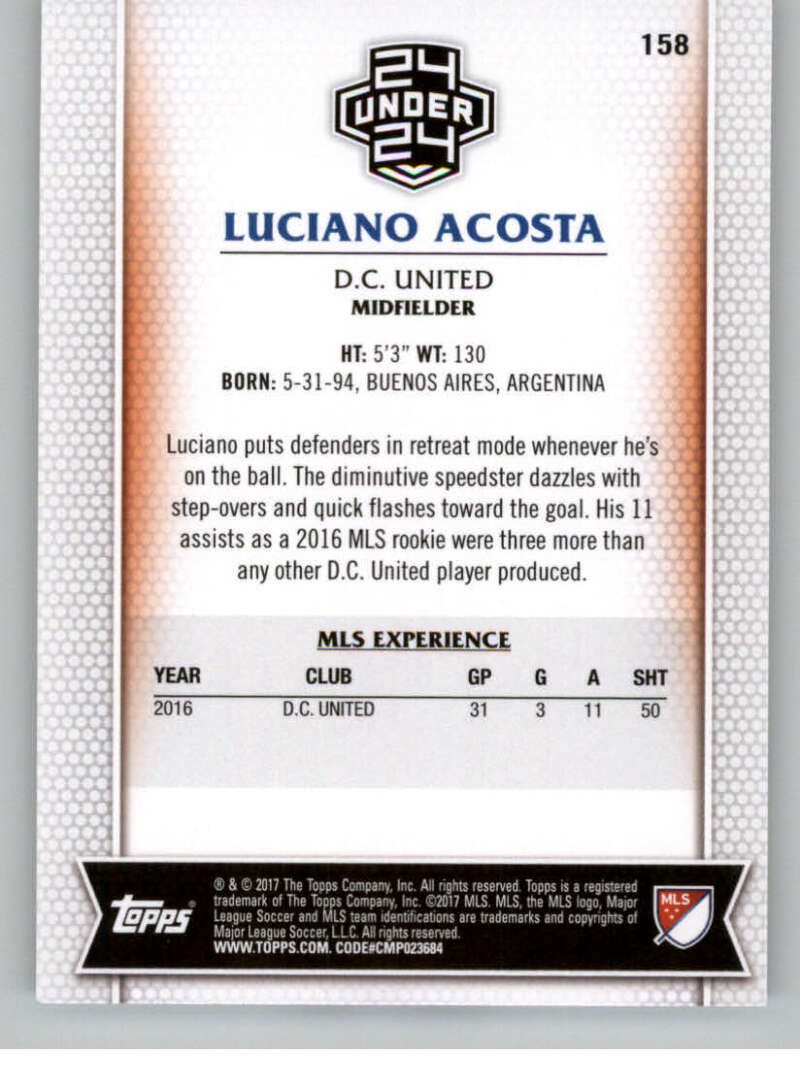 158
24
UNDER
24
LUCIANO ACOSTA
D.C. UNITED
MIDFIELDER
HT: 5'3" WT: 130
BORN: 5-31-94, BUENOS AIRES, ARGENTINA
Luciano puts defenders in retreat mode whenever he's
on the ball. The diminutive speedster dazzles with
step-overs and quick flashes toward the goal. His 11
assists as a 2016 MLS rookie were three more than
any other D.C. United player produced.
MLS EXPERIENCE
YEAR CLUB GP G A SHT
2016 D.C. UNITED 31 3 11 50
Topps®
® & © 2017 The Topps Company, Inc. All rights reserved. Topps is a registered
trademark of The Topps Company, Inc. ©2017 MLS. MLS, the MLS logo, Major
League Soccer and MLS team identifications are trademarks and copyrights of
Major League Soccer, L.L.C. All rights reserved.
WWW.TOPPS.COM. CODE#CMP023684
MLS